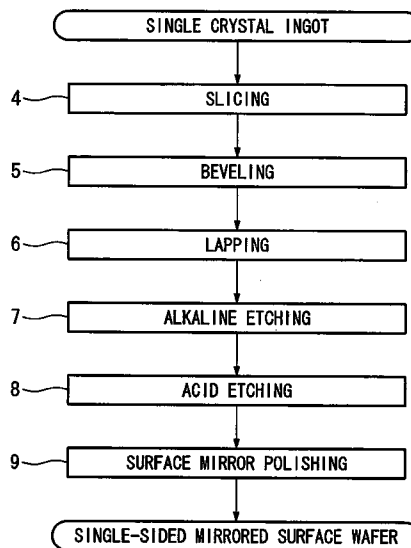 SINGLE CRYSTAL INGOT
4 SLICING
5 BEVELING
6 LAPPING
7 ALKALINE ETCHING
8 ACID ETCHING
9 SURFACE MIRROR POLISHING
SINGLE-SIDED MIRRORED SURFACE WAFER